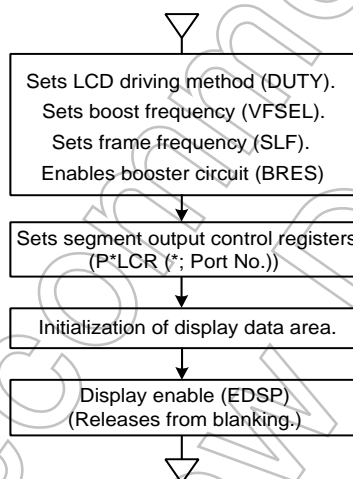 Sets LCD driving method (DUTY).
Sets boost frequency (VFSEL).
Sets frame frequency (SLF).
Enables booster circuit (BRES)
Sets segment output control registers
(P*LCR (*; Port No.))
Initialization of display data area.
Display enable (EDSP)
(Releases from blanking.)